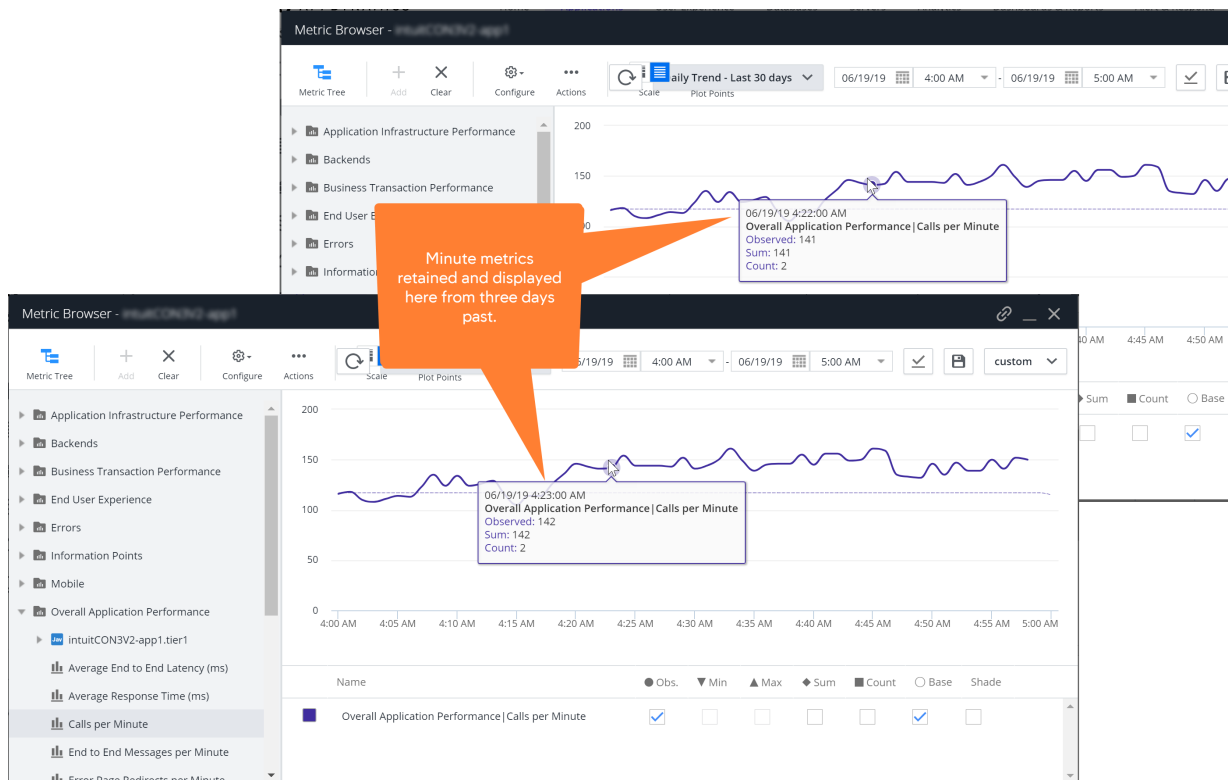 Metric Browser -
Metric Tree
Add
Clear
Configure
Actions
Scale
aily Trend - Last 30 days
Plot Points
06/19/19
4:00 AM
-
06/19/19
5:00 AM
Application Infrastructure Performance
Backends
Business Transaction Performance
End User
Errors
Information
200
150
06/19/19 4:22:00 AM
Overall Application Performance|Calls per Minute
Observed: 141
Sum: 141
Count: 2
Minute metrics
retained and displayed
here from three days
past.
4:45 AM
4:50 AM
Sum
Count
Base
Metric Browser -
Metric Tree
Add
Clear
Configure
Actions
Scale
Plot Points
4:00 AM
-
06/19/19
5:00 AM
custom
Application Infrastructure Performance
Backends
Business Transaction Performance
End User Experience
Errors
Information Points
Mobile
Overall Application Performance
intuitCON3V2-app1.tier1
Average End to End Latency (ms)
Average Response Time (ms)
Calls per Minute
End to End Messages per Minute
Error Page Redirects per Minute
200
150
100
50
0
06/19/19 4:23:00 AM
Overall Application Performance|Calls per Minute
Observed: 142
Sum: 142
Count: 2
4:00 AM
4:05 AM
4:10 AM
4:15 AM
4:20 AM
4:25 AM
4:30 AM
4:35 AM
4:40 AM
4:45 AM
4:50 AM
4:55 AM
5:00 AM
Name
Obs.
Min
Max
Sum
Count
Base
Shade
Overall Application Performance|Calls per Minute